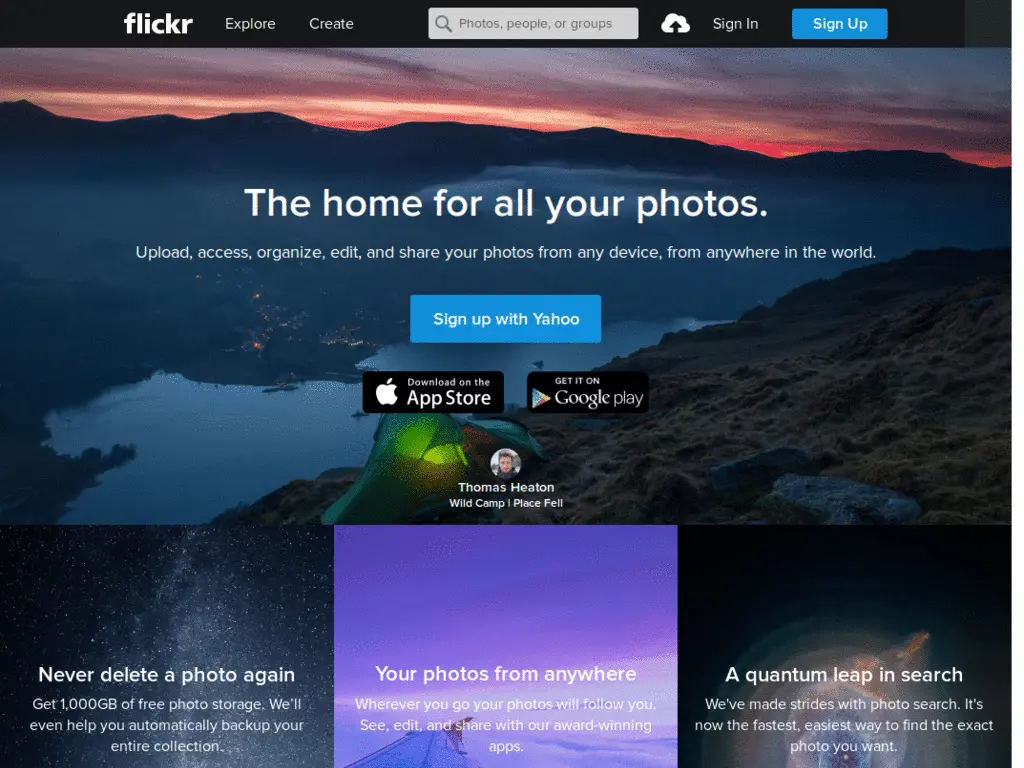 flickr Explore Create Photos, people, or groups Sign In Sign Up
The home for all your photos.
Upload, access, organize, edit, and share your photos from any device, from anywhere in the world.
Sign up with Yahoo
Download on the
App Store
GET IT ON
Google play
Thomas Heaton
Wild Camp | Place Fell
Never delete a photo again
Get 1,000GB of free photo storage. We'll
even help you automatically backup your
entire collection.
Your photos from anywhere
Wherever you go your photos will follow you.
See, edit, and share with our award-winning
apps.
A quantum leap in search
We've made strides with photo search. It's
now the fastest, easiest way to find the exact
photo you want.